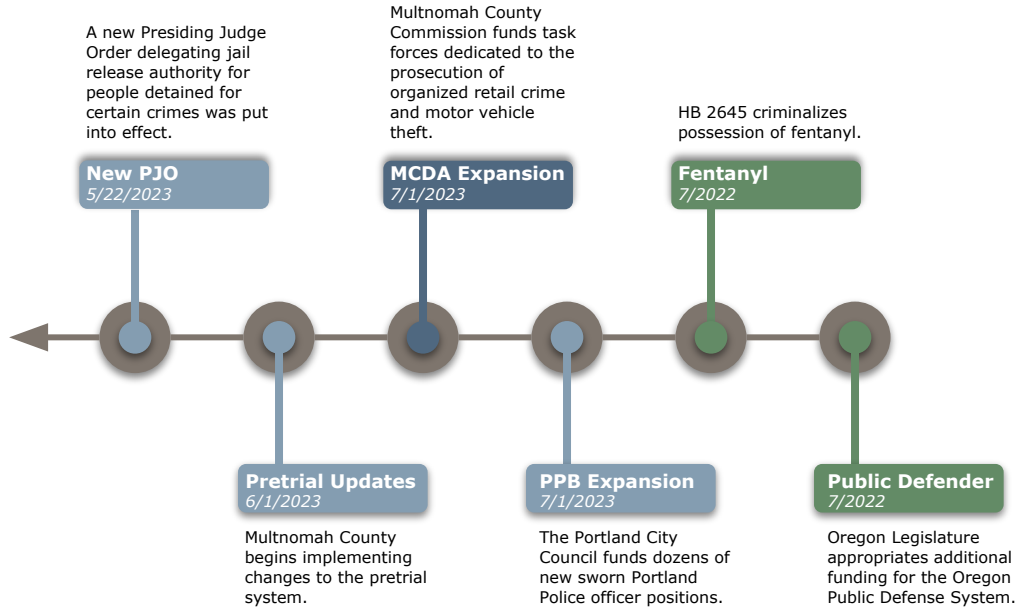 A new Presiding Judge
Order delegating jail
release authority for
people detained for
certain crimes was put
into effect.
New PJO
5/22/2023
Pretrial Updates
6/1/2023
Multnomah County
begins implementing
changes to the pretrial
system.
Multnomah County
Commission funds task
forces dedicated to the
prosecution of
organized retail crime
and motor vehicle
theft.
MCDA Expansion
7/1/2023
PPB Expansion
7/1/2023
The Portland City
Council funds dozens of
new sworn Portland
Police officer positions.
HB 2645 criminalizes
possession of fentanyl.
Fentanyl
7/2022
Public Defender
7/2022
Oregon Legislature
appropriates additional
funding for the Oregon
Public Defense System.